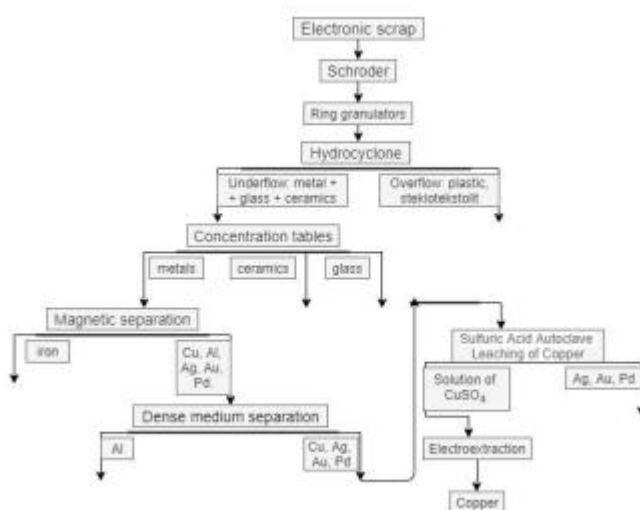 Electronic scrap
Schroder
Ring granulators
Hydrocyclone
Underflow: metal +
+ glass + ceramics
Overflow: plastic,
steklotekstolit
Concentration tables
metals
ceramics
glass
Magnetic separation
iron
Cu, Al,
Ag, Au,
Pd.
Dense medium separation
Al
Cu, Ag,
Au, Pd
Sulfuric Acid Autoclave
Leaching of Copper
Solution of
CuSO₄
Ag, Au, Pd
Electroextraction
Copper